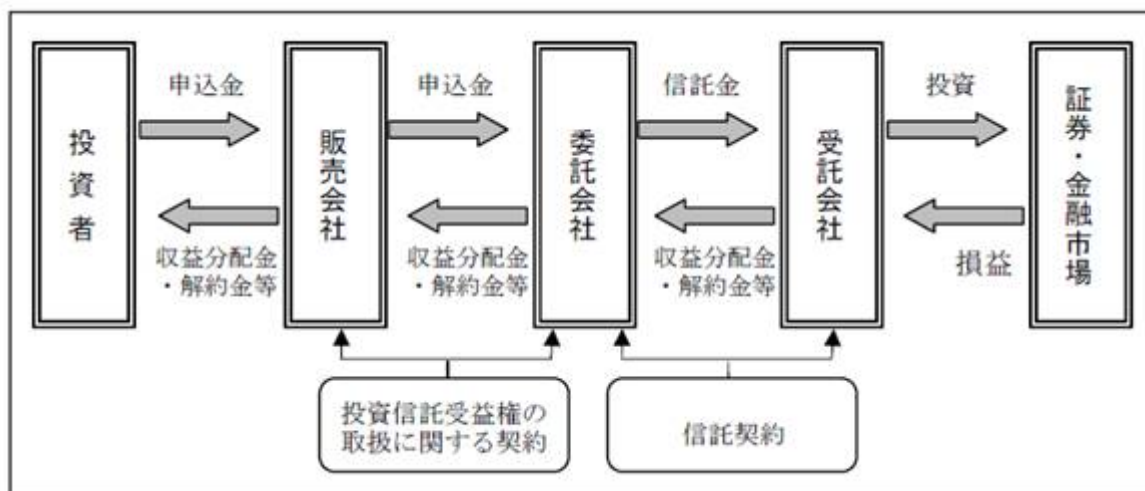 投資者
申込金
収益分配金
・解約金等
販売会社
申込金
収益分配金
・解約金等
委託会社
信託金
収益分配金
・解約金等
受託会社
投資
損益
証券・金融市場
投資信託受益権の
取扱に関する契約
信託契約